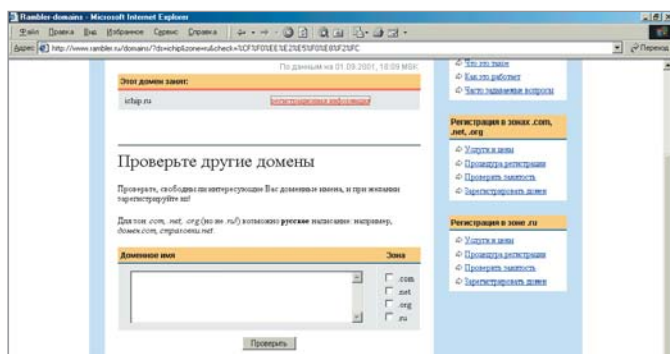 Rambler-domains - Microsoft Internet Explorer
Файл Правка Вид Избранное Сервис Справка
Адрес http://www.rambler.ru/domains/?ds=ichip&zone=ru&check=%CF%F0%EE%E2%E5%F0%E8%F2%FC Переход
По данным на 01.09.2001, 18:09 MSK
Этот домен занят:
ichip.ru
Проверьте другие домены
Проверьте, свободны ли интересующие Вас доменные имена, и при желании
зарегистрируйте их!
Для зон .com, .net, .org (но не .ru!) возможно русское написание: например,
домен.com, страховки.net.
Доменное имя Зона
.com
.net
.org
.ru
Проверить
Что это такое
Как это работает
Часто задаваемые вопросы
Регистрация в зонах .com,
.net, .org
Услуги и цены
Процедура регистрации
Проверить занятость
Зарегистрировать домен
Регистрация в зоне .ru
Услуги и цены
Процедура регистрации
Проверить занятость
Зарегистрировать домен